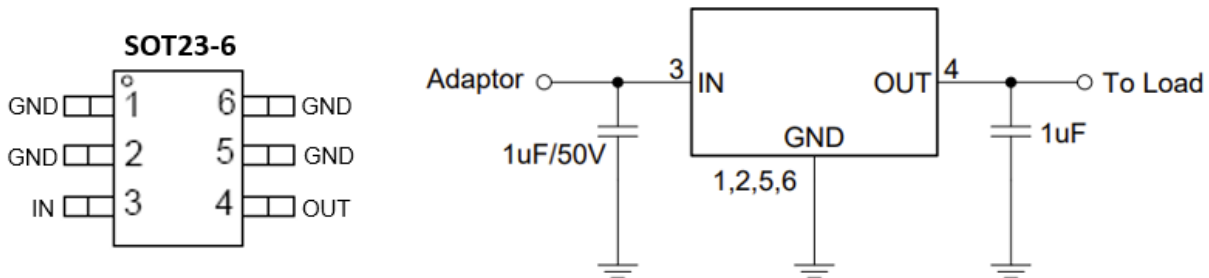 SOT23-6
GND 1 6 GND
GND 2 5 GND
IN 3 4 OUT
Adaptor 3 IN OUT 4 To Load
1uF/50V GND 1uF
1,2,5,6